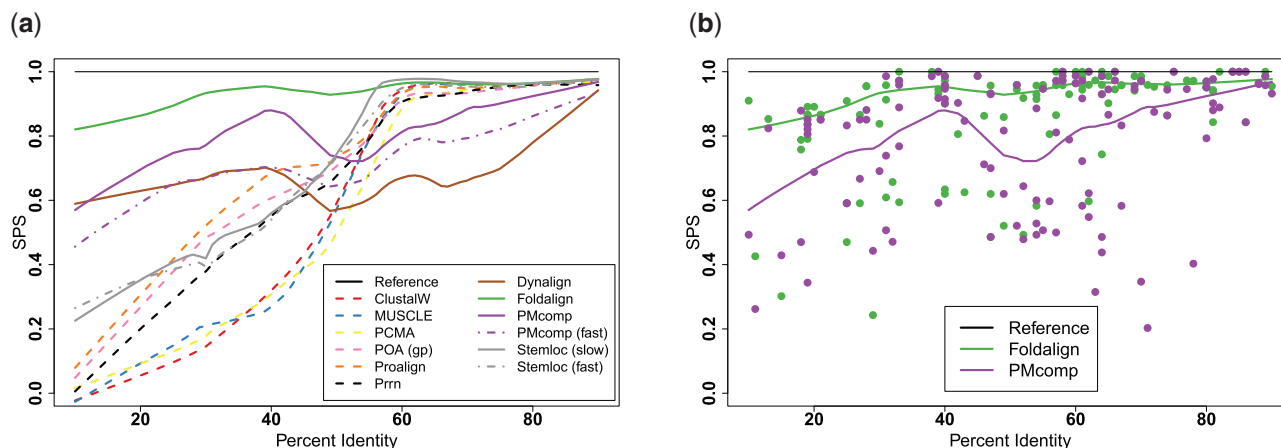 (a)
1.0
0.8
0.6
0.4
0.2
0.0
SPS
20
40
60
80
Percent Identity
Reference
ClustalW
MUSCLE
PCMA
POA (gp)
Proalign
Prrn
Dynalign
Foldalign
PMcomp
PMcomp (fast)
Stemloc (slow)
Stemloc (fast)
(b)
1.0
0.8
0.6
0.4
0.2
0.0
SPS
20
40
60
80
Percent Identity
Reference
Foldalign
PMcomp